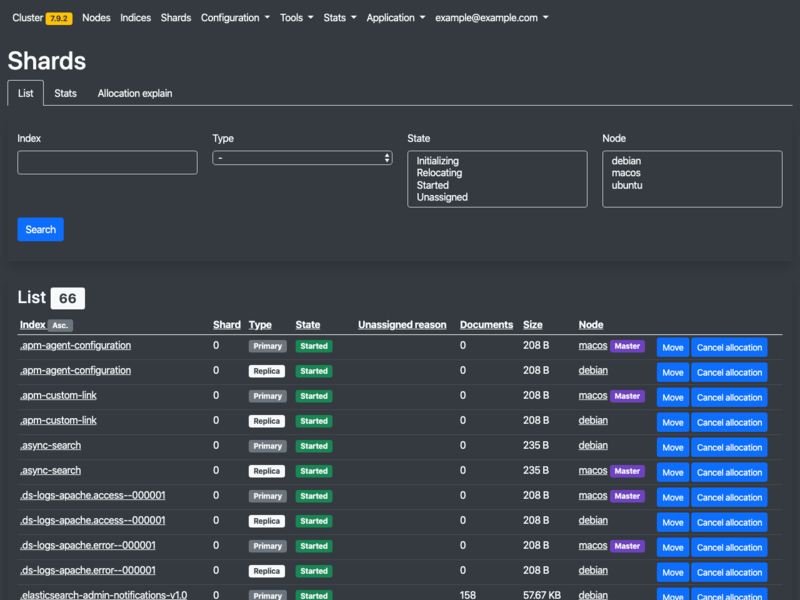 Cluster 7.9.2 Nodes Indices Shards Configuration Tools Stats Application example@example.com
Shards
List Stats Allocation explain
Index Type State Node
–
Initializing
Relocating
Started
Unassigned
debian
macos
ubuntu
Search
List 66
Index Asc. Shard Type State Unassigned reason Documents Size Node
.apm-agent-configuration 0 Primary Started 0 208 B macos Master Move Cancel allocation
.apm-agent-configuration 0 Replica Started 0 208 B debian Move Cancel allocation
.apm-custom-link 0 Primary Started 0 208 B macos Master Move Cancel allocation
.apm-custom-link 0 Replica Started 0 208 B debian Move Cancel allocation
.async-search 0 Primary Started 0 235 B debian Move Cancel allocation
.async-search 0 Replica Started 0 235 B macos Master Move Cancel allocation
.ds-logs-apache.access--000001 0 Primary Started 0 208 B macos Master Move Cancel allocation
.ds-logs-apache.access--000001 0 Replica Started 0 208 B debian Move Cancel allocation
.ds-logs-apache.error--000001 0 Primary Started 0 208 B macos Master Move Cancel allocation
.ds-logs-apache.error--000001 0 Replica Started 0 208 B debian Move Cancel allocation
.elasticsearch-admin-notifications-v1.0 0 Primary Started 158 57.67 KB debian Move Cancel allocation